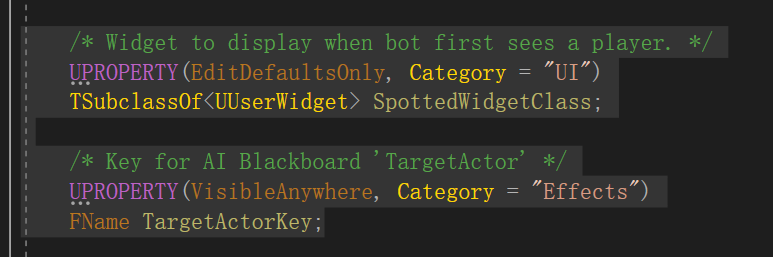 /* Widget to display when bot first sees a player. */
UPROPERTY(EditDefaultsOnly, Category = "UI")
TSubclassOf<UUserWidget> SpottedWidgetClass;
/* Key for AI Blackboard 'TargetActor' */
UPROPERTY(VisibleAnywhere, Category = "Effects")
FName TargetActorKey;